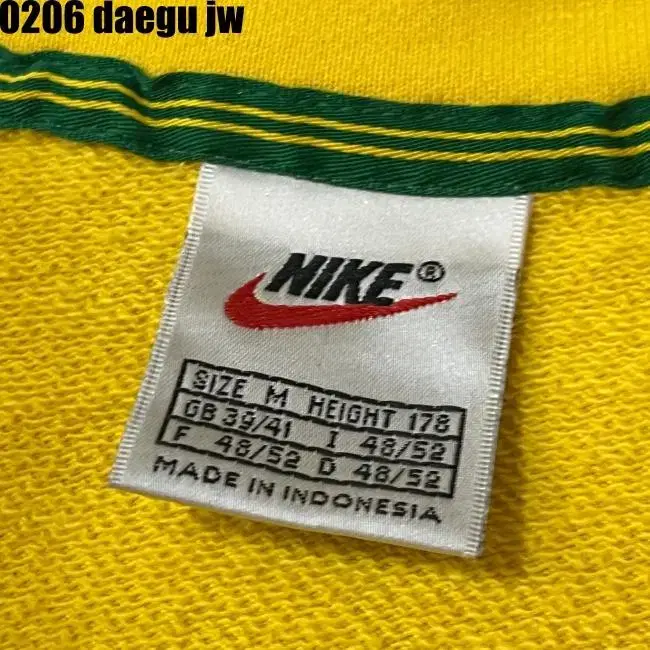 0206 daegu jw
NIKE®
SIZE M HEIGHT 178
GB 39/41 I 48/52
F 48/52 D 48/52
MADE IN INDONESIA